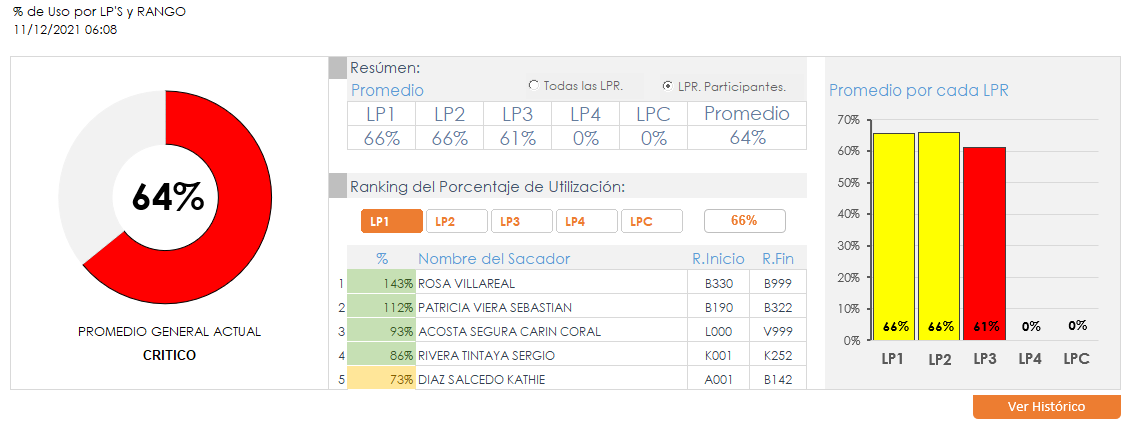 % de Uso por LP'S y RANGO
11/12/2021 06:08
64%
PROMEDIO GENERAL ACTUAL
CRITICO
Resúmen:
Promedio
Todas las LPR.
LPR. Participantes.
LP1 LP2 LP3 LP4 LPC Promedio
66% 66% 61% 0% 0% 64%
Ranking del Porcentaje de Utilización:
LP1 LP2 LP3 LP4 LPC 66%
% Nombre del Sacador R.Inicio R.Fin
1 143% ROSA VILLAREAL B330 B999
2 112% PATRICIA VIERA SEBASTIAN B190 B322
3 93% ACOSTA SEGURA CARIN CORAL L000 V999
4 86% RIVERA TINTAYA SERGIO K001 K252
5 73% DIAZ SALCEDO KATHIE A001 B142
Promedio por cada LPR
80%
70%
60%
50%
40%
30%
20%
10%
0%
66% 66% 61% 0% 0%
LP1 LP2 LP3 LP4 LPC
Ver Histórico